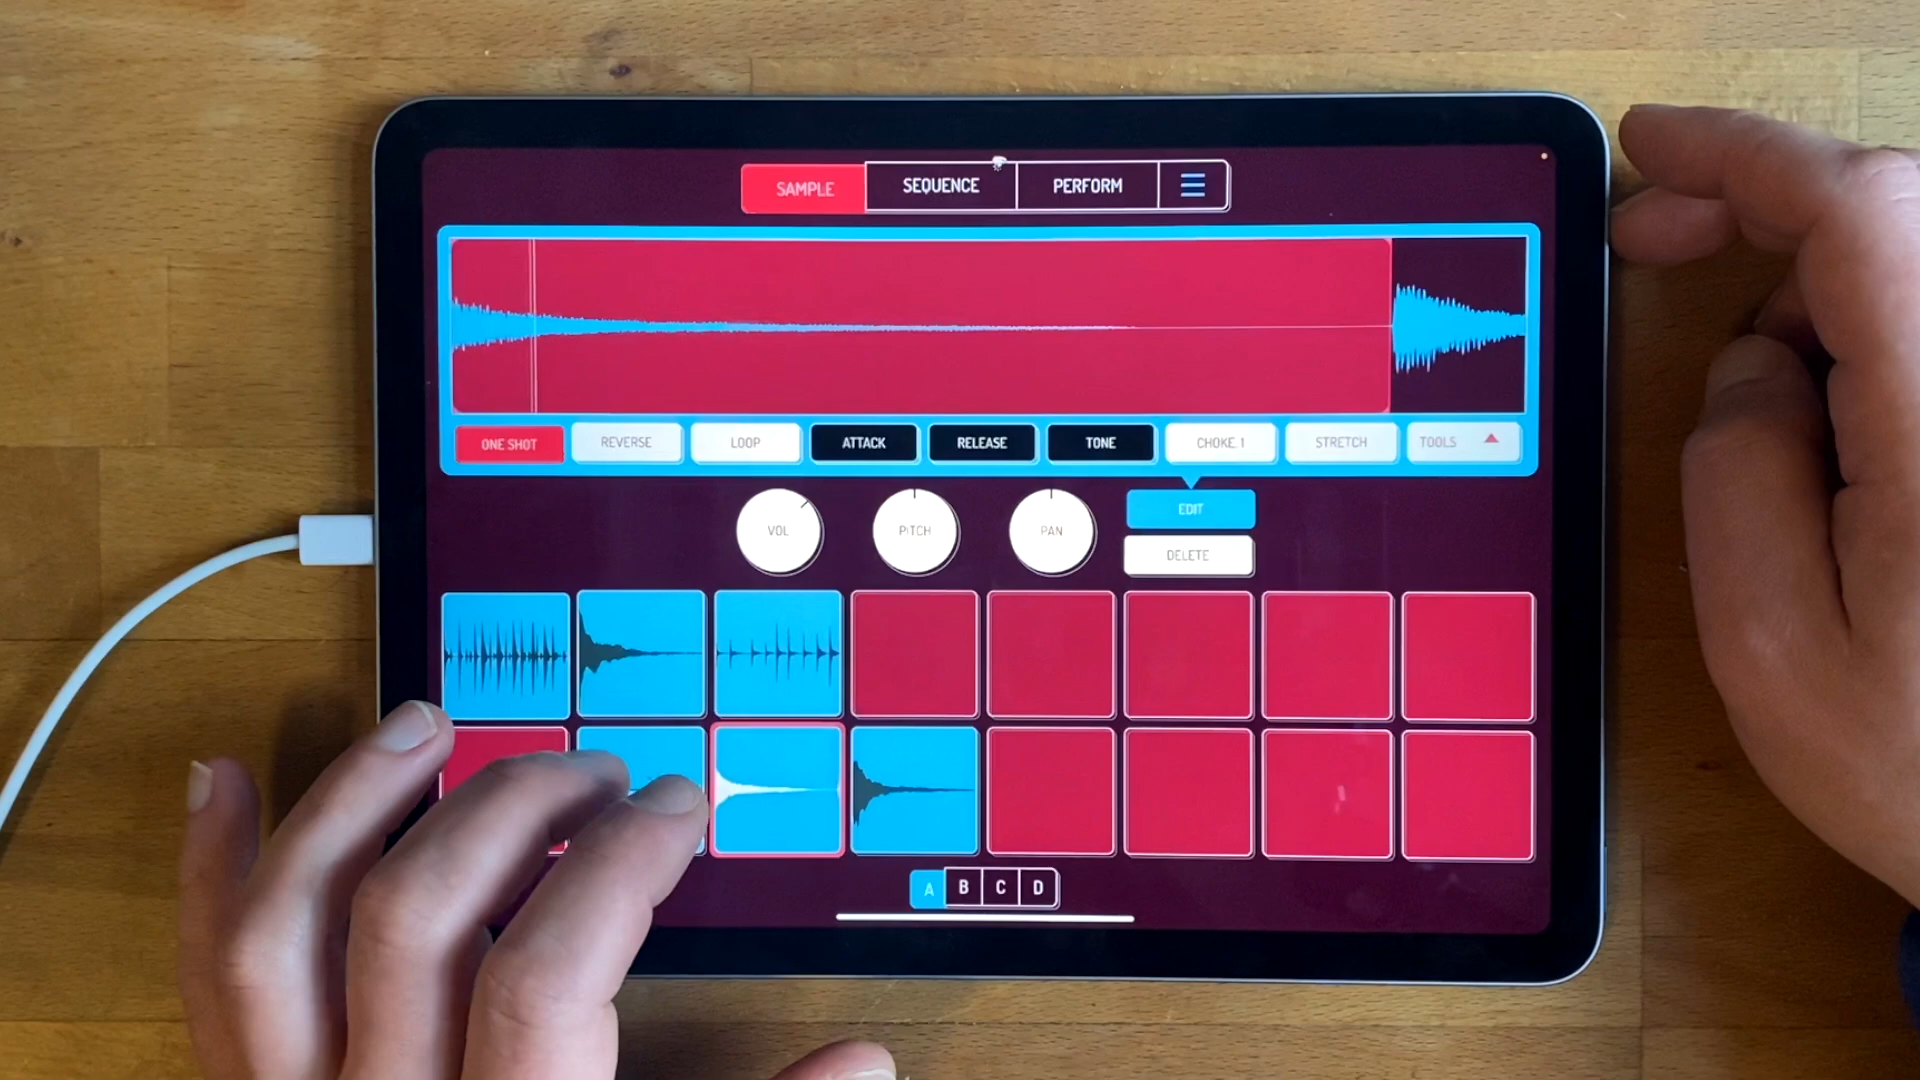 SAMPLE SEQUENCE PERFORM
ONE SHOT REVERSE LOOP ATTACK RELEASE TONE CHOKE 1 STRETCH TOOLS
VOL PITCH PAN EDIT
DELETE
A B C D